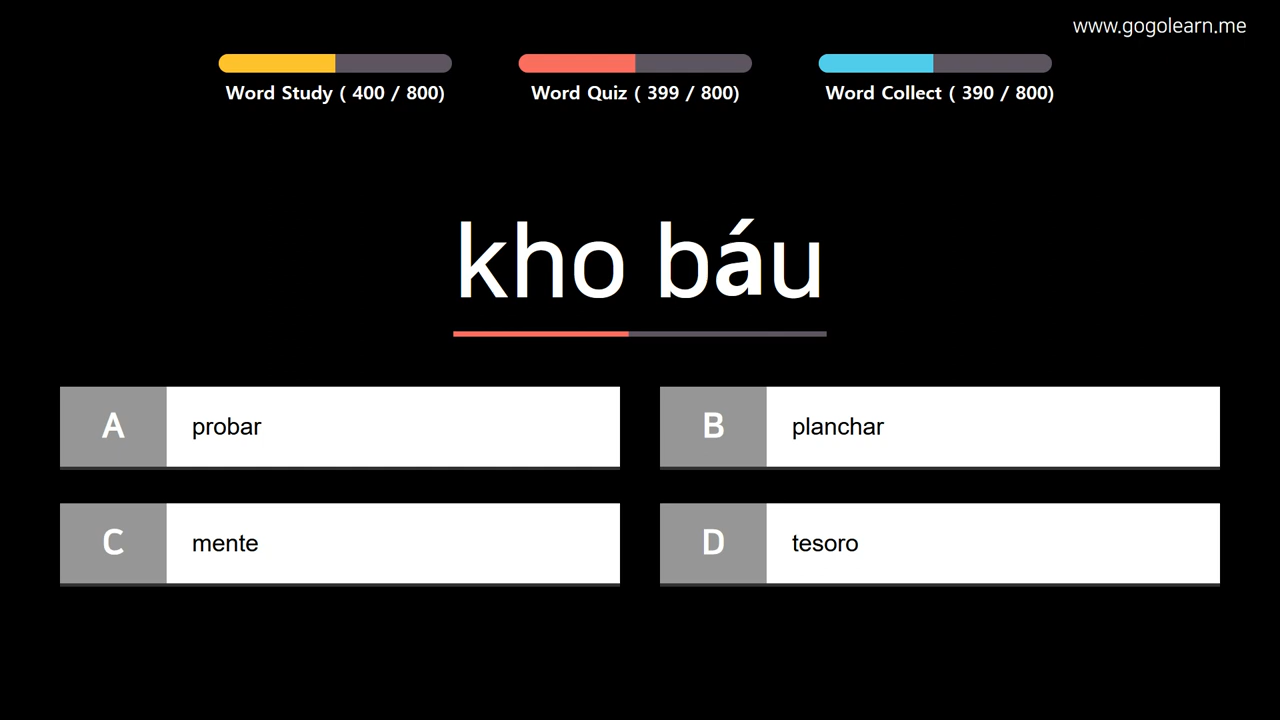 www.gogolearn.me
Word Study ( 400 / 800)
Word Quiz ( 399 / 800)
Word Collect ( 390 / 800)
kho báu
A
probar
B
planchar
C
mente
D
tesoro